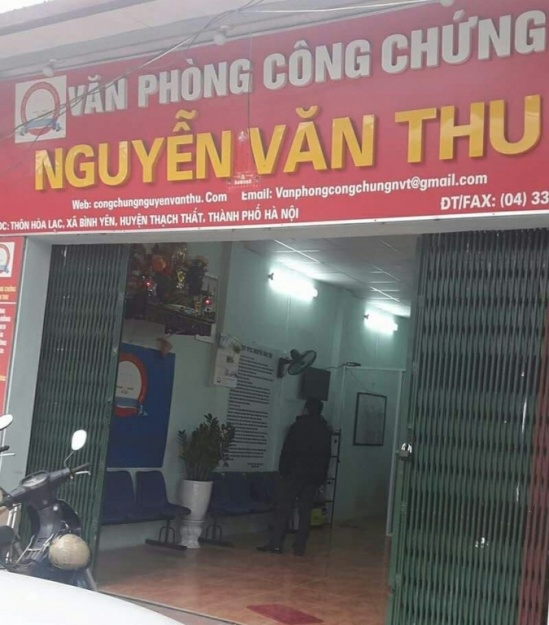 VĂN PHÒNG CÔNG CHỨNG
NGUYỄN VĂN THU
Web: congchungnguyenvanthu.Com Email: Vanphongcongchungnvt@gmail.com
ĐC: THÔN HÒA LẠC, XÃ BÌNH YÊN, HUYỆN THẠCH THẤT, THÀNH PHỐ HÀ NỘI ĐT/FAX: (04) 33